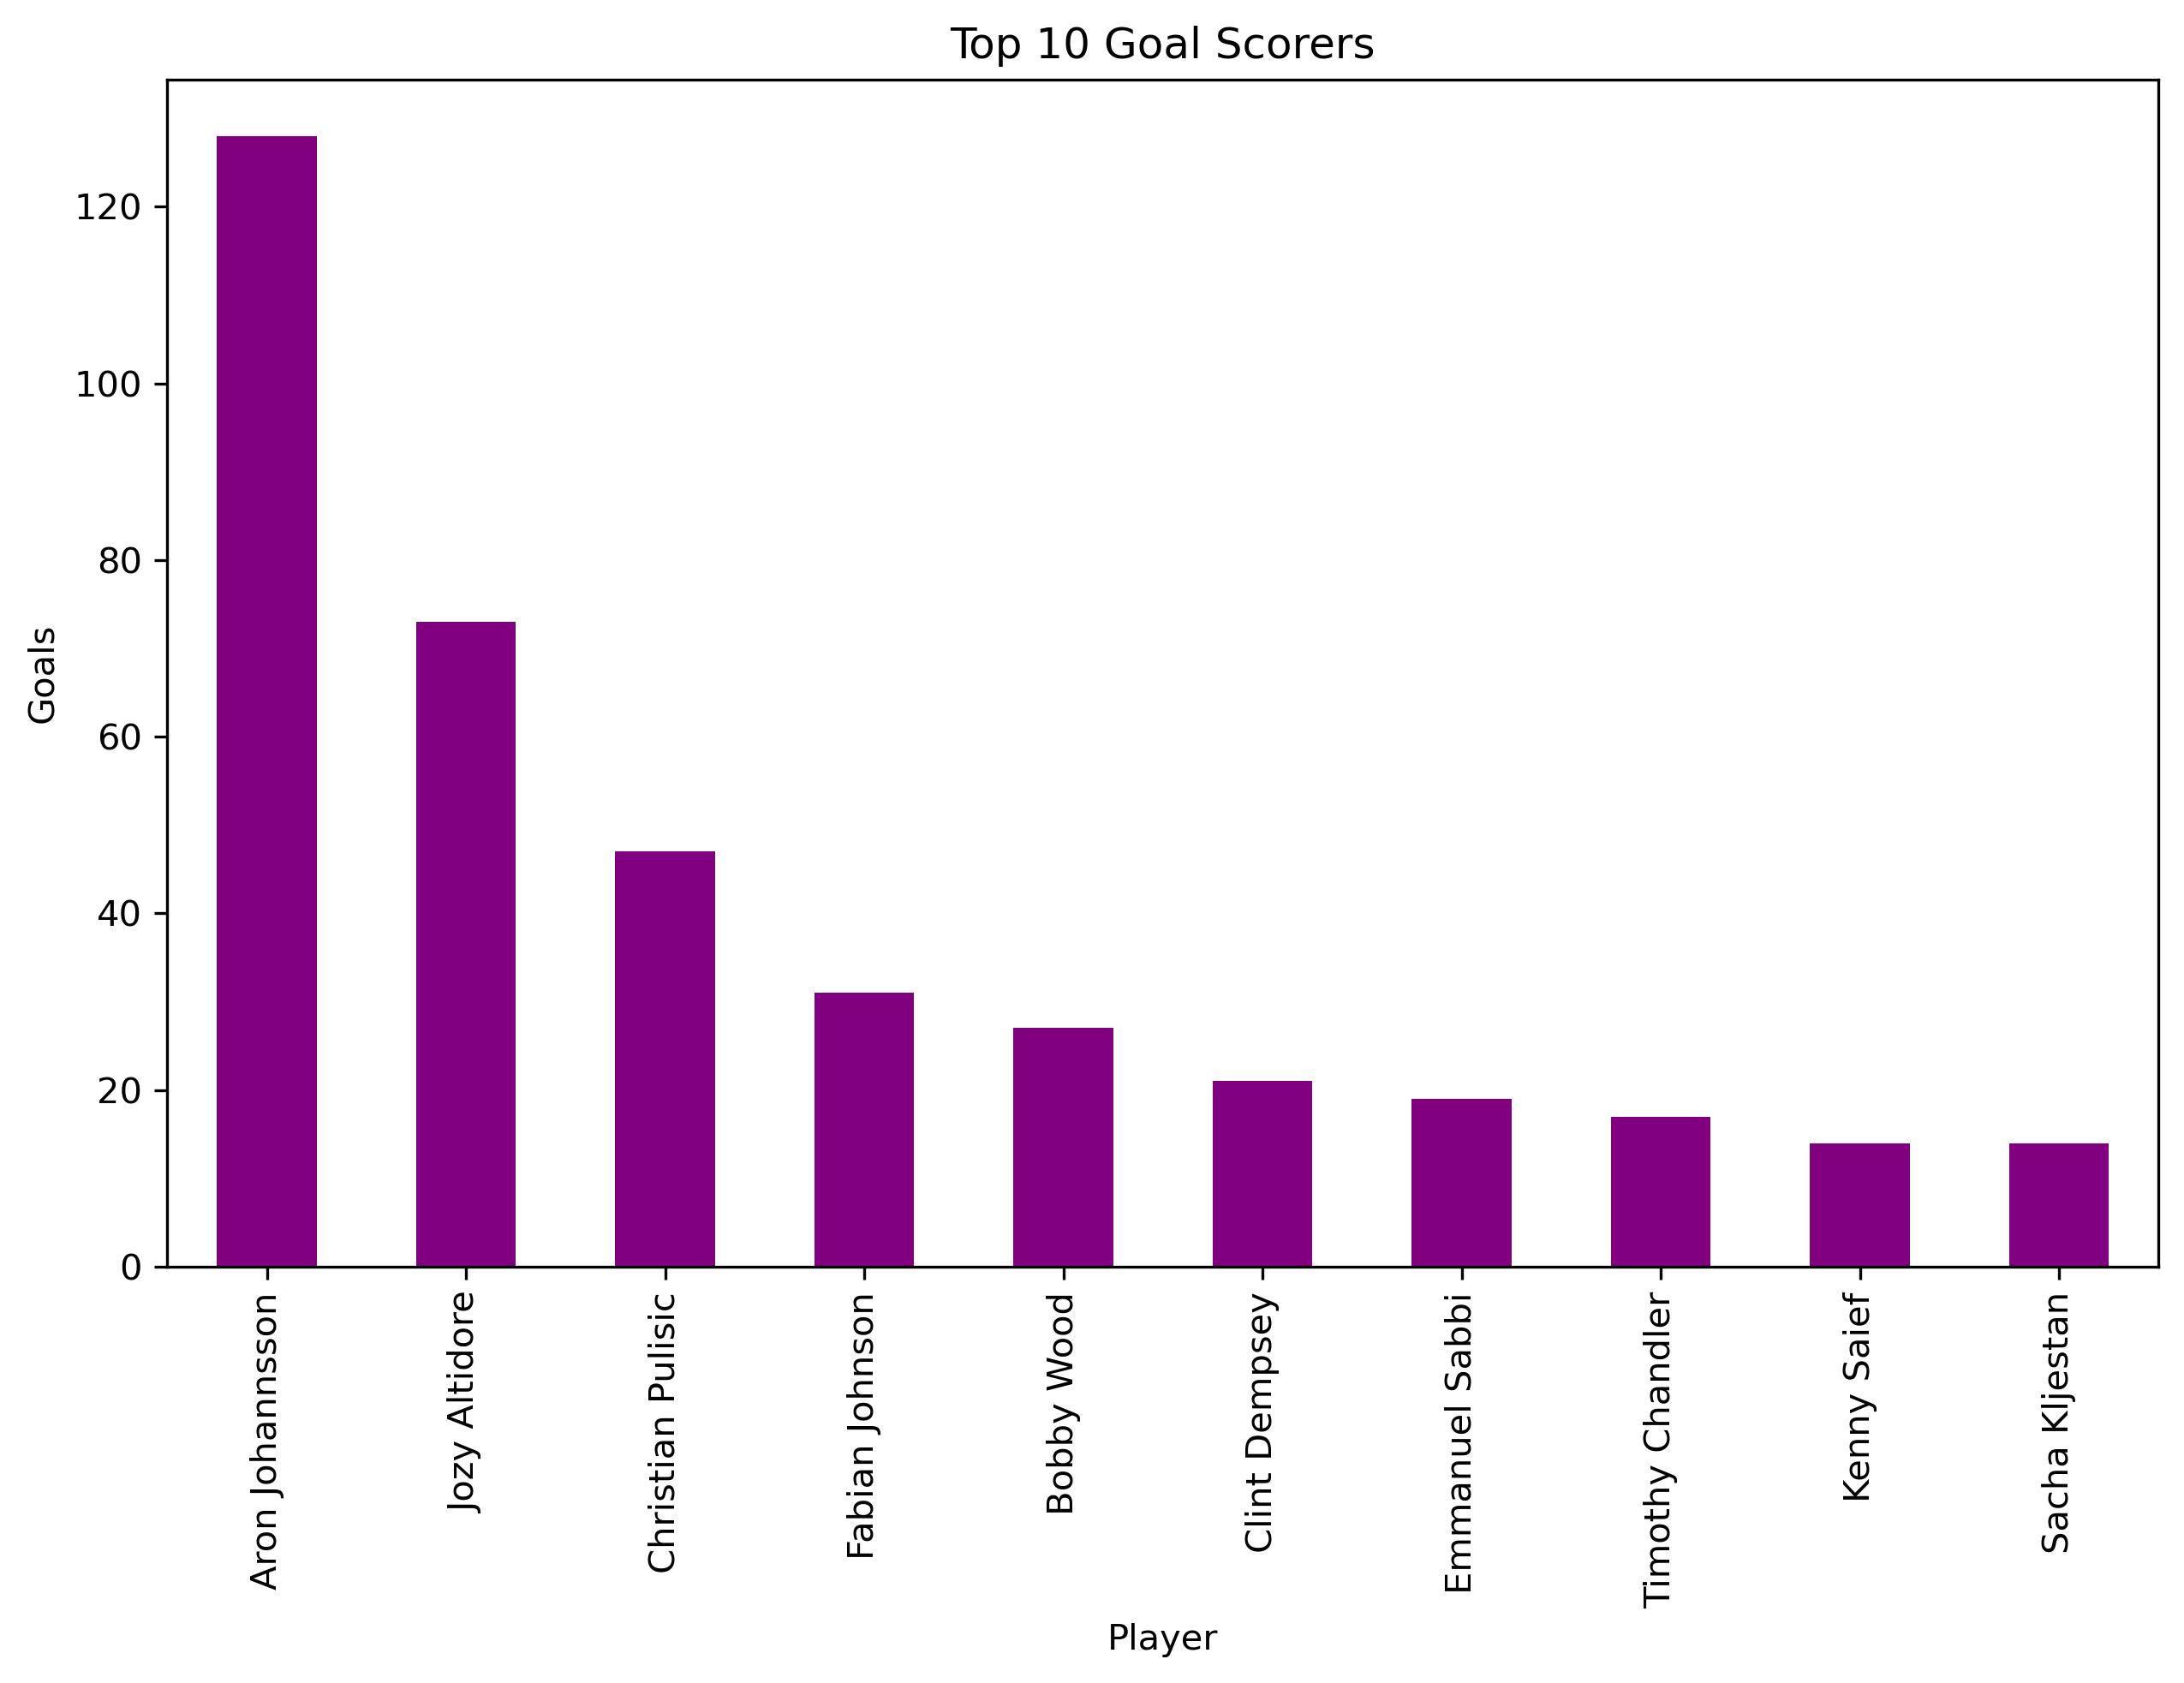 Top 10 Goal Scorers
Goals
120
100
80
60
40
20
0
Aron Johannsson
Jozy Altidore
Christian Pulisic
Fabian Johnson
Bobby Wood
Clint Dempsey
Emmanuel Sabbi
Timothy Chandler
Kenny Saief
Sacha Kljestan
Player